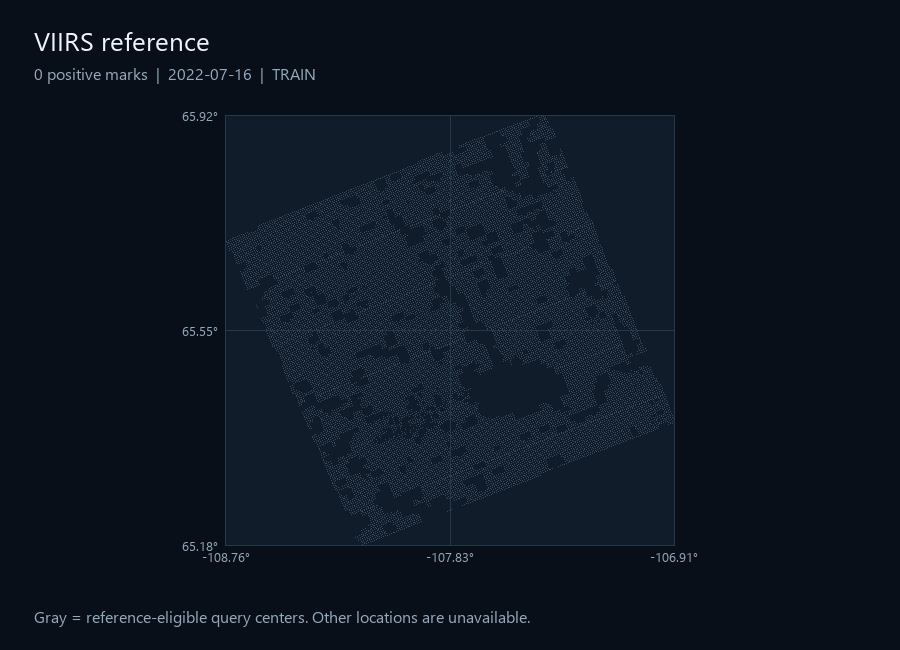 VIIRS reference
0 positive marks | 2022-07-16 | TRAIN
65.92°
65.55°
65.18°
-108.76° -107.83° -106.91°
Gray = reference-eligible query centers. Other locations are unavailable.